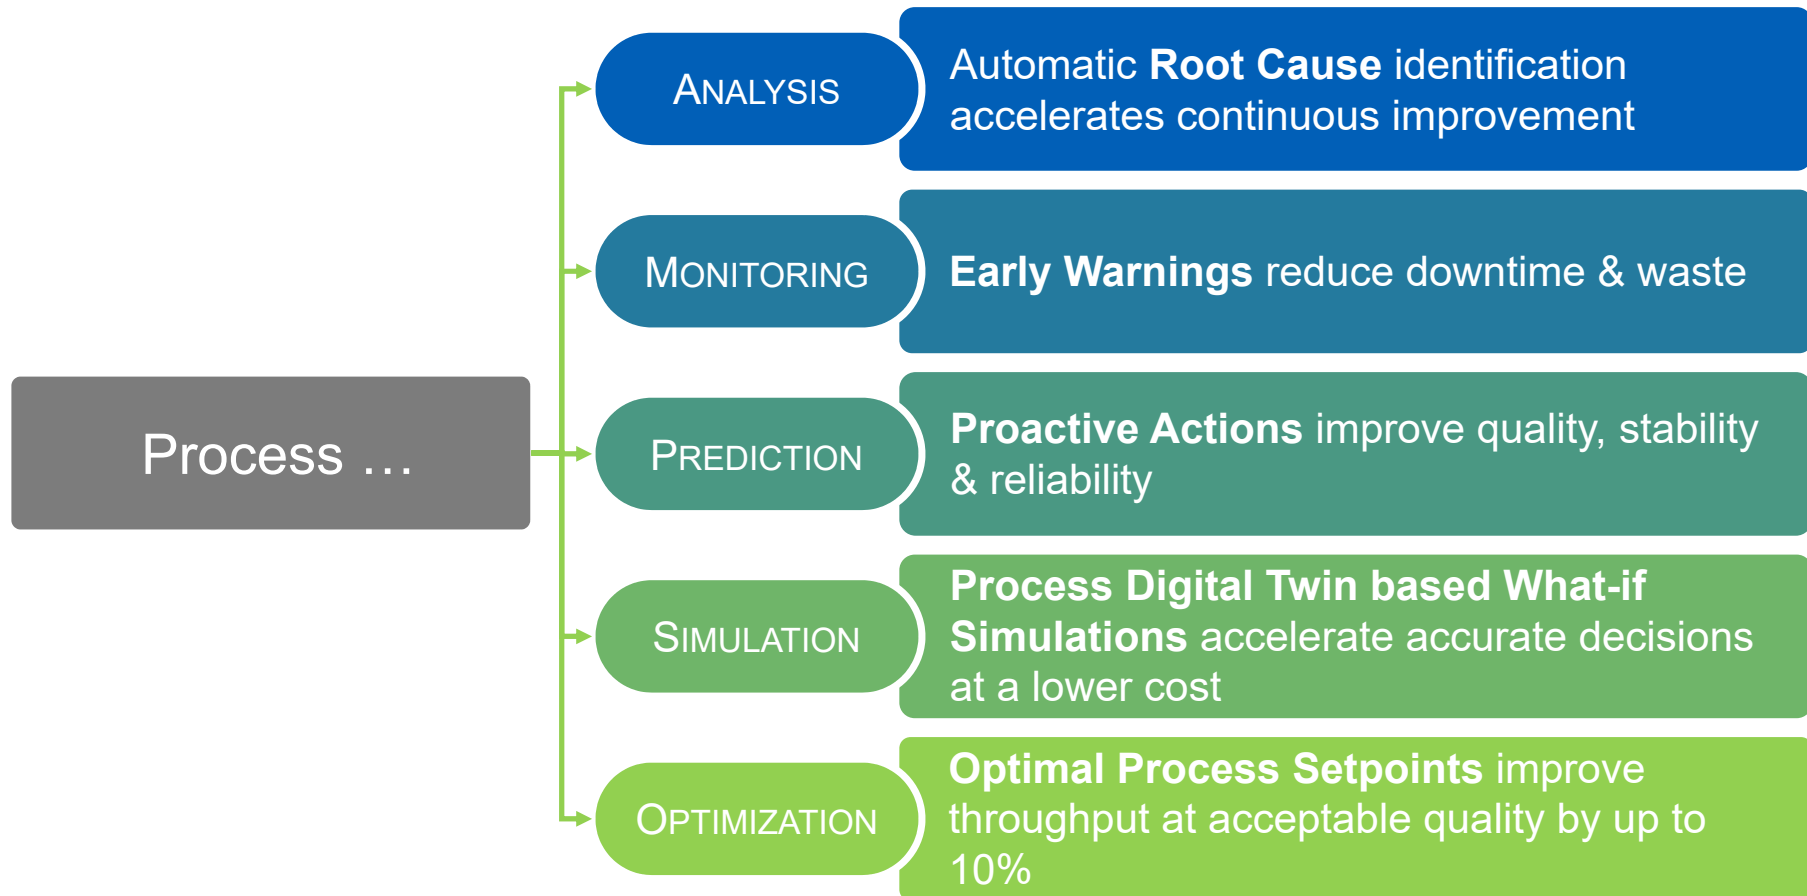 Process …
ANALYSIS
Automatic Root Cause identification
accelerates continuous improvement
MONITORING
Early Warnings reduce downtime & waste
PREDICTION
Proactive Actions improve quality, stability
& reliability
SIMULATION
Process Digital Twin based What-if
Simulations accelerate accurate decisions
at a lower cost
OPTIMIZATION
Optimal Process Setpoints improve
throughput at acceptable quality by up to
10%